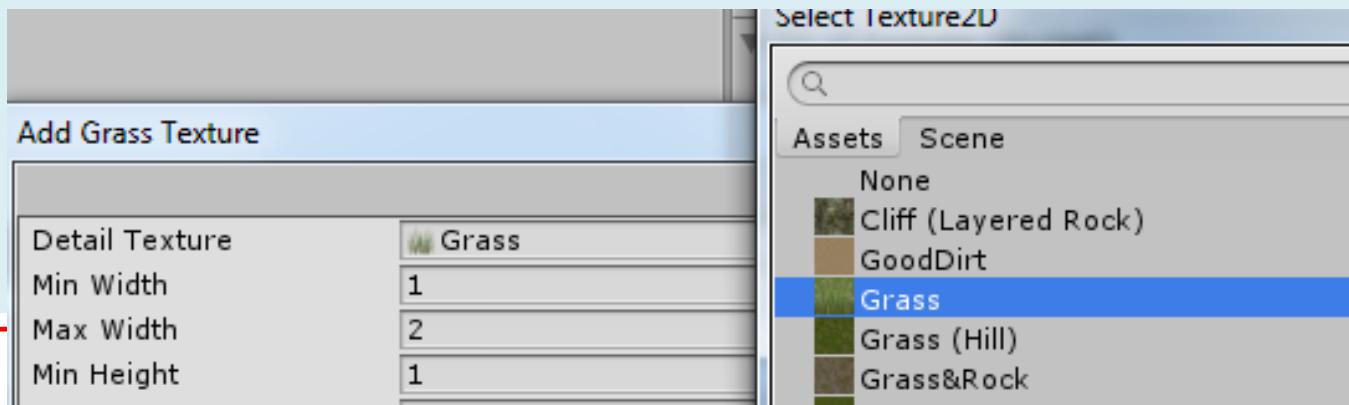 Add Grass Texture
Detail Texture
Grass
Min Width
1
Max Width
2
Min Height
1
Select Texture2D
Assets
Scene
None
Cliff (Layered Rock)
GoodDirt
Grass
Grass (Hill)
Grass&Rock